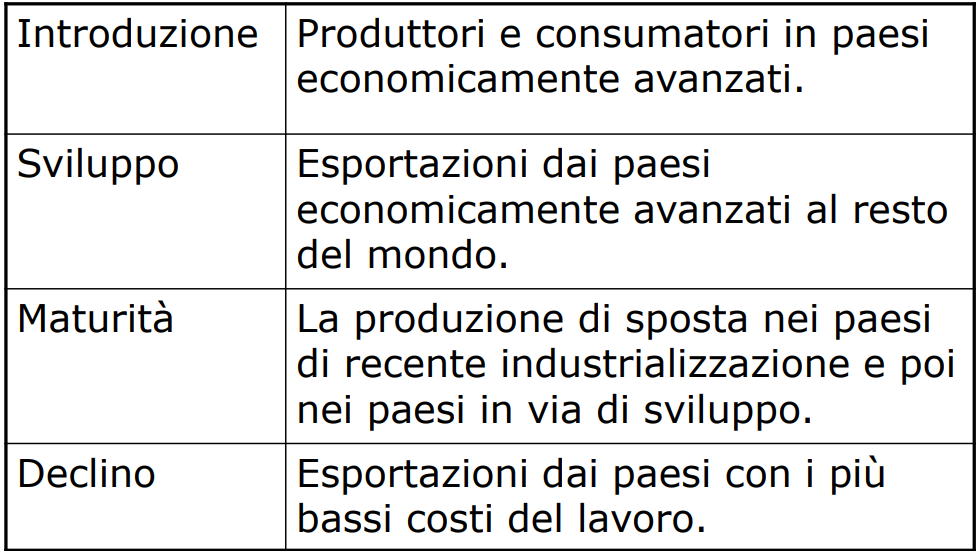 Introduzione
Produttori e consumatori in paesi
economicamente avanzati.
Sviluppo
Esportazioni dai paesi
economicamente avanzati al resto
del mondo.
Maturità
La produzione di sposta nei paesi
di recente industrializzazione e poi
nei paesi in via di sviluppo.
Declino
Esportazioni dai paesi con i più
bassi costi del lavoro.